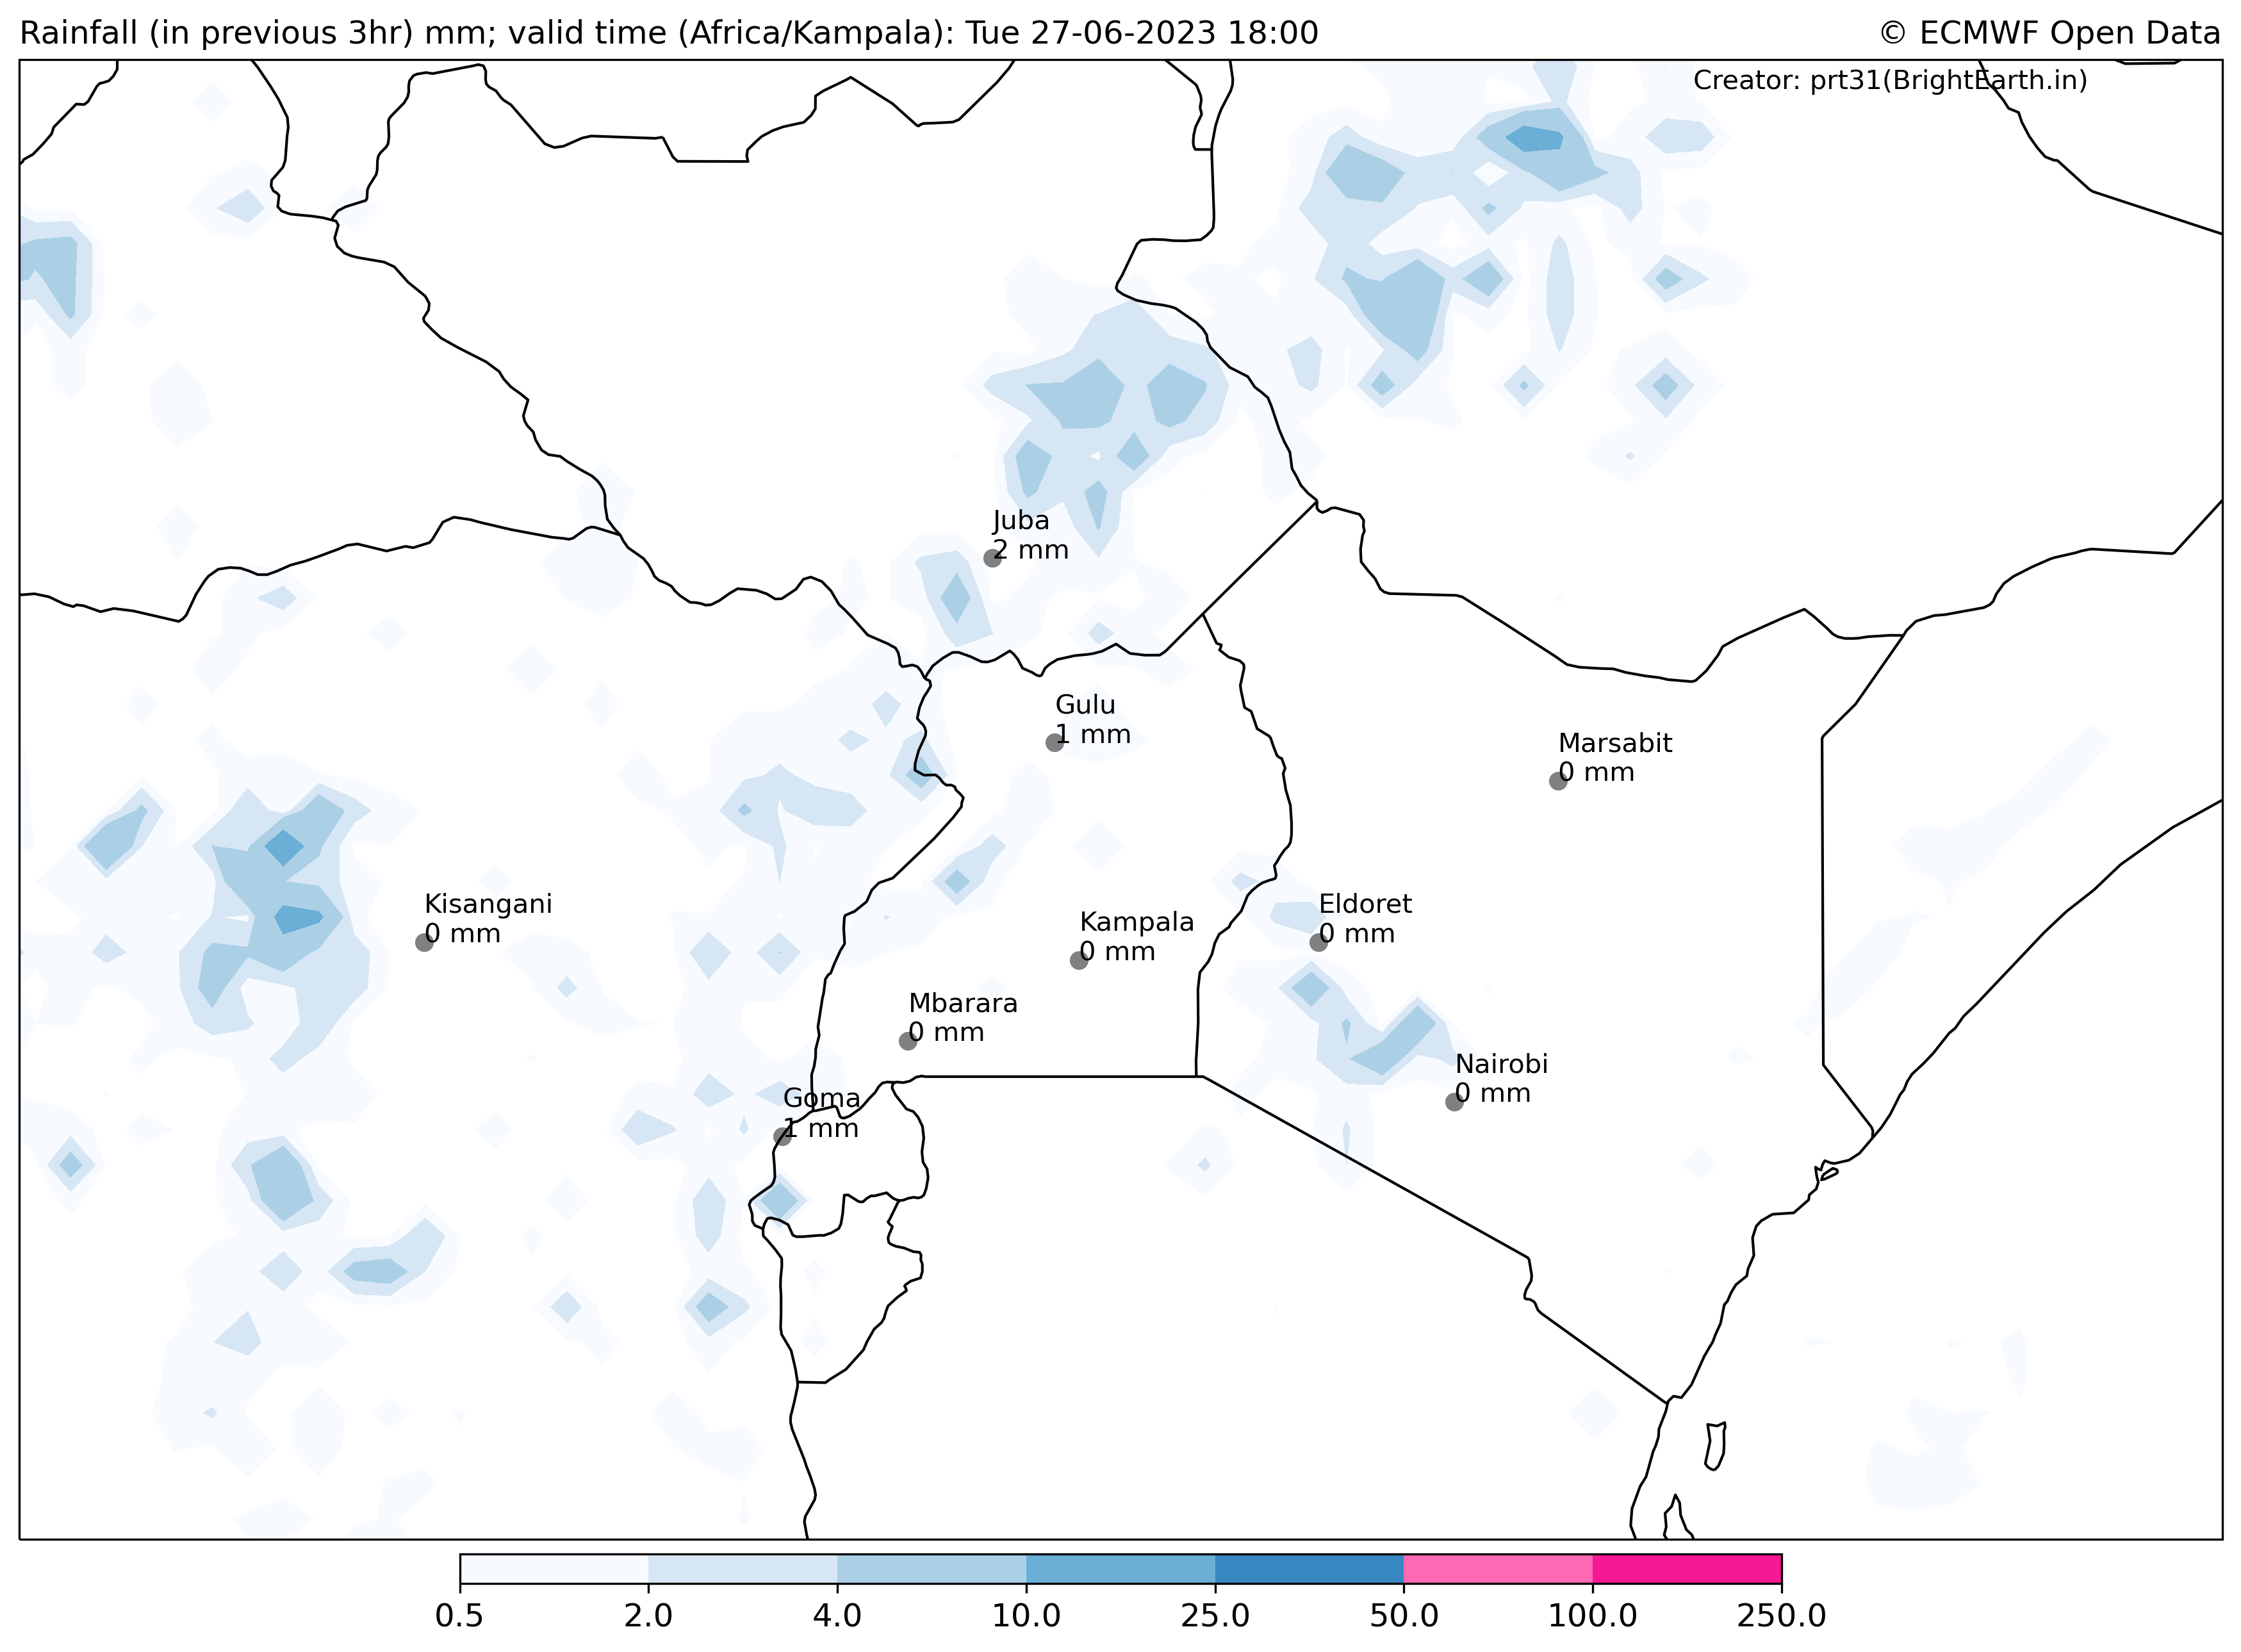 Rainfall (in previous 3hr) mm; valid time (Africa/Kampala): Tue 27-06-2023 18:00
© ECMWF Open Data
Creator: prt31(BrightEarth.in)
Juba
2 mm
Gulu
1 mm
Marsabit
0 mm
Kisangani
0 mm
Eldoret
0 mm
Kampala
0 mm
Mbarara
0 mm
Nairobi
0 mm
Goma
1 mm
0.5 2.0 4.0 10.0 25.0 50.0 100.0 250.0